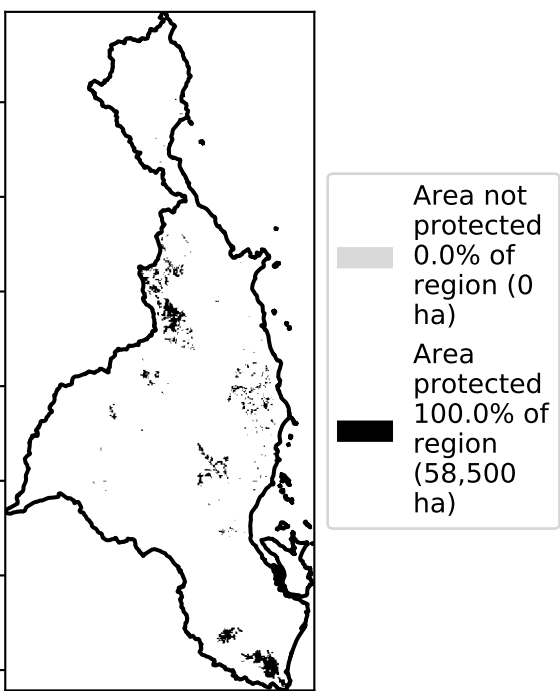 Area not
protected
0.0% of
region (0
ha)
Area
protected
100.0% of
region
(58,500
ha)